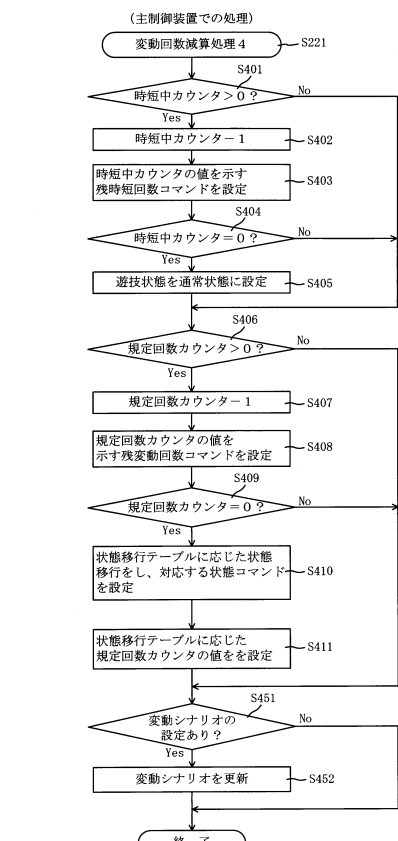 (主制御装置での処理)
変動回数減算処理4
S221
S401
時短中カウンタ>0?
No
Yes
時短中カウンタ-1
S402
時短中カウンタの値を示す
残時短回数コマンドを設定
S403
S404
時短中カウンタ=0?
No
Yes
遊技状態を通常状態に設定
S405
S406
規定回数カウンタ>0?
No
Yes
規定回数カウンタ-1
S407
規定回数カウンタの値を
示す残変動回数コマンドを設定
S408
S409
規定回数カウンタ=0?
No
Yes
状態移行テーブルに応じた状態
移行をし、対応する状態コマンド
を設定
S410
状態移行テーブルに応じた
規定回数カウンタの値をを設定
S411
S451
変動シナリオの
設定あり?
No
Yes
変動シナリオを更新
S452
終 了